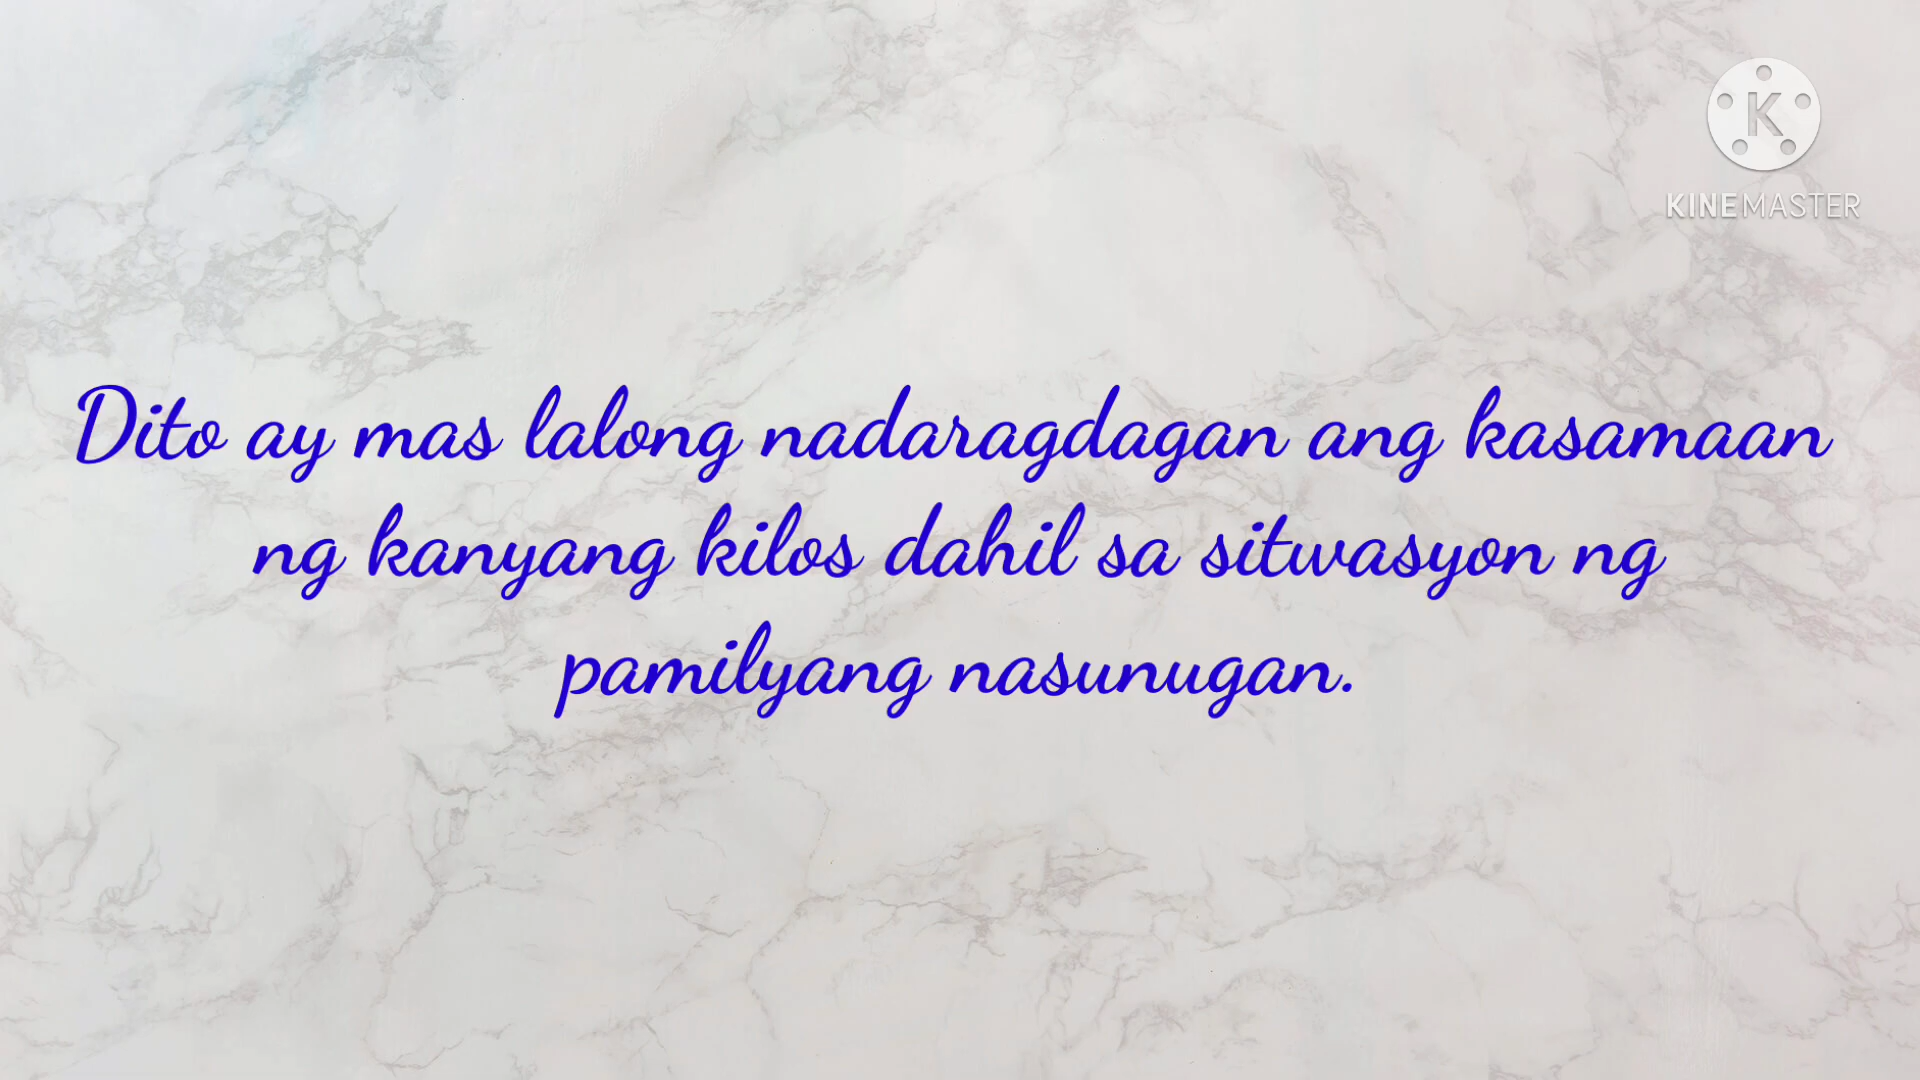 K
KINEMASTER
Dito ay mas lalong nadaragdagan ang kasamaan
ng kanyang kilos dahil sa sitwasyon ng
pamilyang nasunugan.